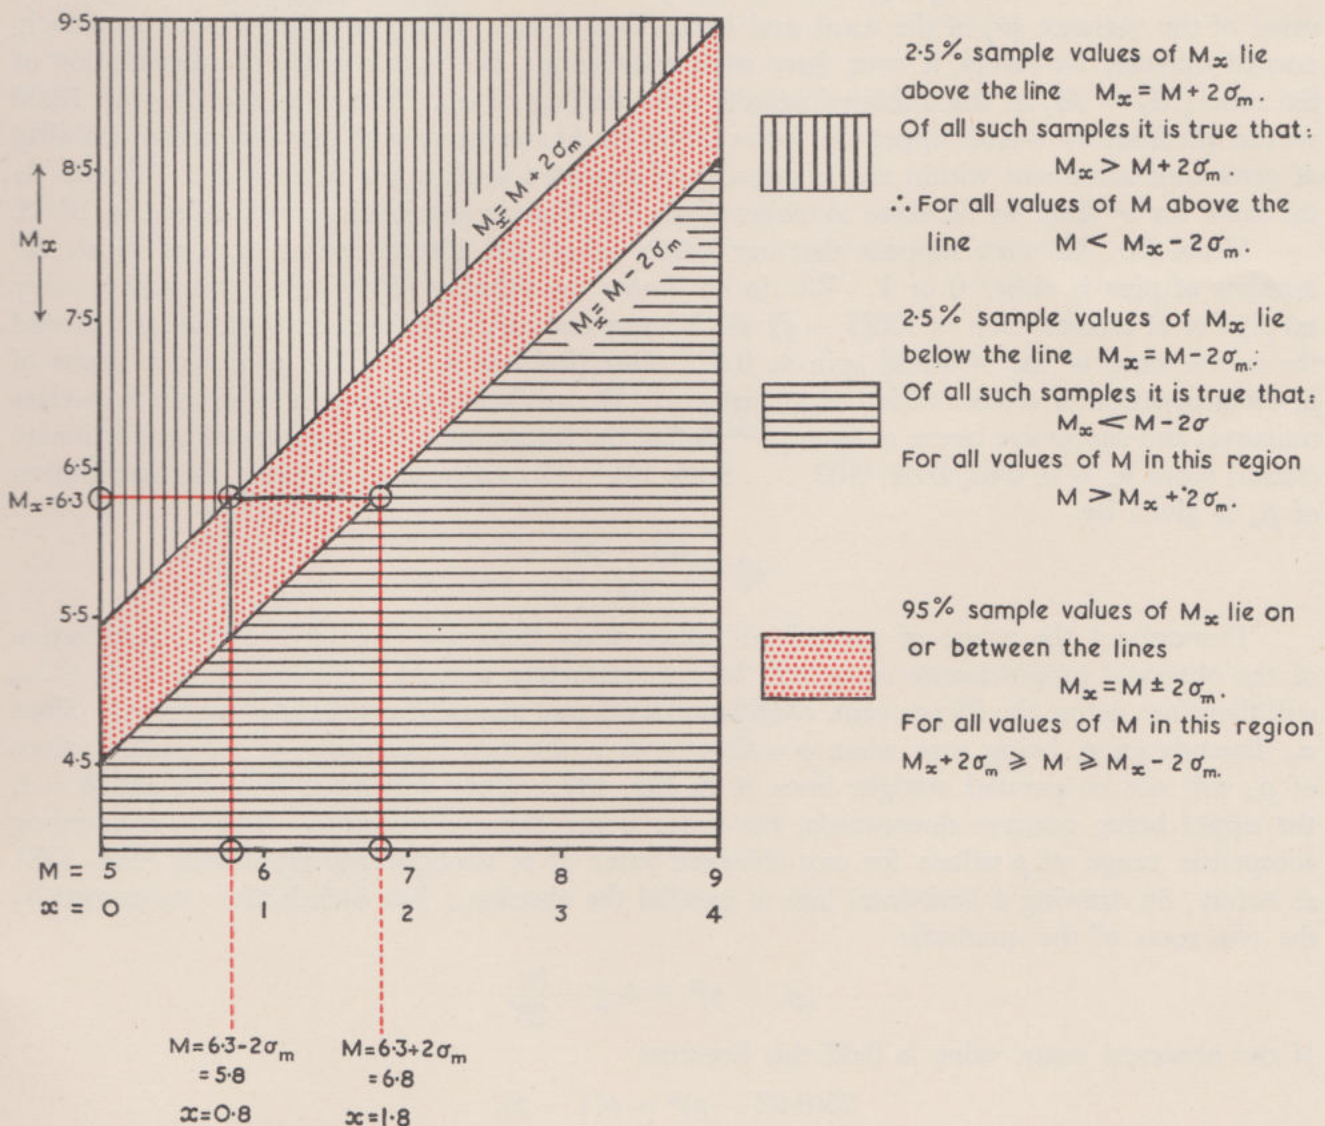 9·5
8·5
Mx
7·5
6·5
Mx=6·3
5·5
4·5
Mx=M+2σm
Mx=M-2σm
M = 5 6 7 8 9
x = 0 1 2 3 4
M=6·3-2σm
=5·8
x=0·8
M=6·3+2σm
=6·8
x=1·8
2·5% sample values of Mx lie
above the line Mx = M + 2σm.
Of all such samples it is true that:
Mx > M + 2σm.
∴ For all values of M above the
line M < Mx - 2σm.
2·5% sample values of Mx lie
below the line Mx = M - 2σm:
Of all such samples it is true that:
Mx < M - 2σ
For all values of M in this region
M > Mx + 2σm.
95% sample values of Mx lie on
or between the lines
Mx = M ± 2σm.
For all values of M in this region
Mx + 2σm ⩾ M ⩾ Mx - 2σm.